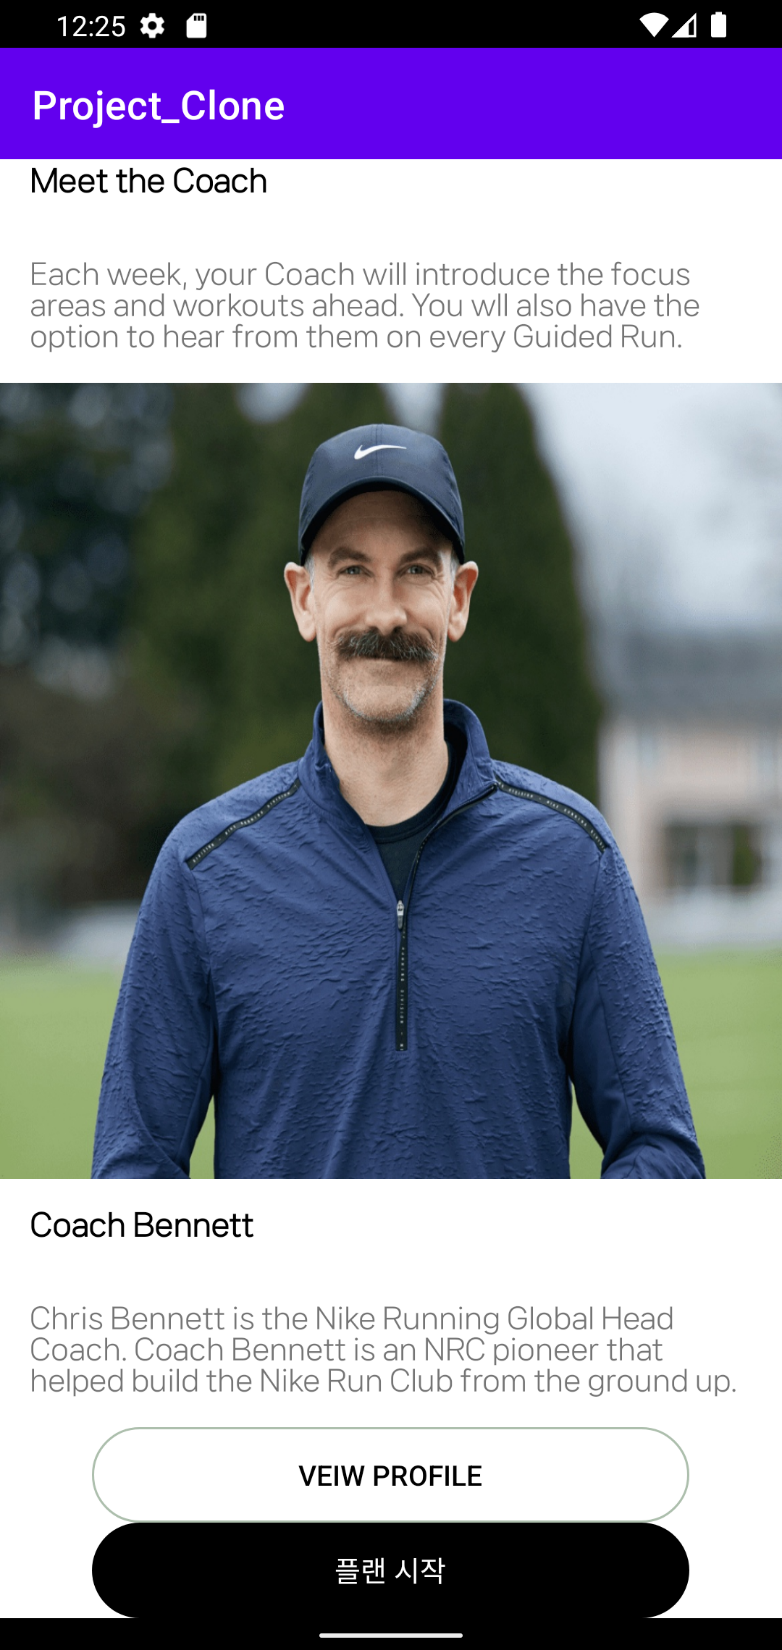 12:25
Project_Clone
Meet the Coach
Each week, your Coach will introduce the focus
areas and workouts ahead. You wll also have the
option to hear from them on every Guided Run.
Coach Bennett
Chris Bennett is the Nike Running Global Head
Coach. Coach Bennett is an NRC pioneer that
helped build the Nike Run Club from the ground up.
VEIW PROFILE
플랜 시작